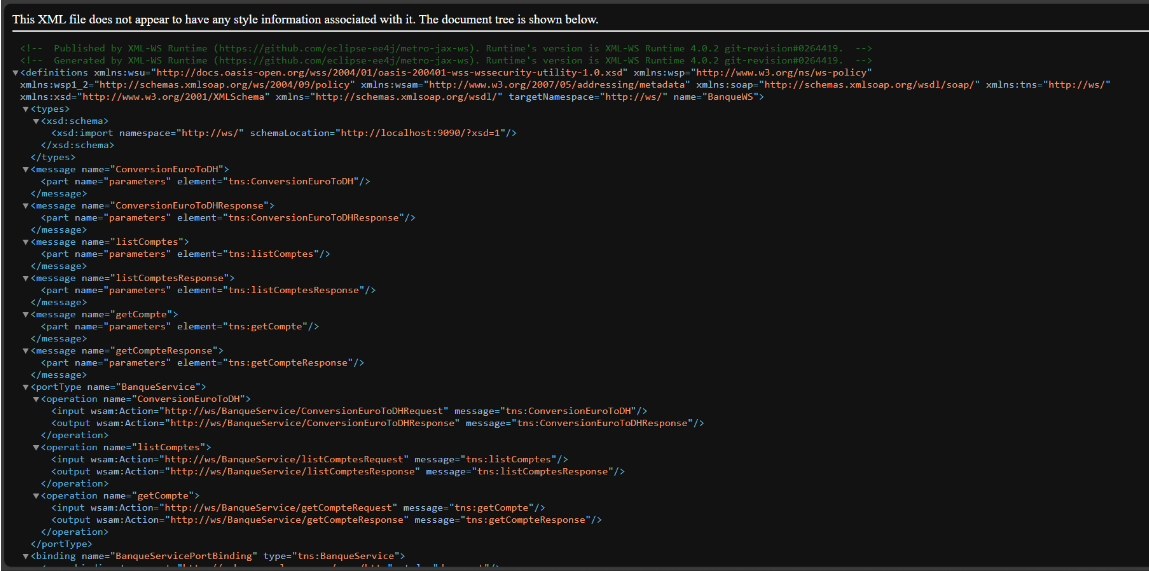 This XML file does not appear to have any style information associated with it. The document tree is shown below.
<!-- Published by XML-WS Runtime (https://github.com/eclipse-ee4j/metro-jax-ws). Runtime's version is XML-WS Runtime 4.0.2 git-revision#0264419. -->
<!-- Generated by XML-WS Runtime (https://github.com/eclipse-ee4j/metro-jax-ws). Runtime's version is XML-WS Runtime 4.0.2 git-revision#0264419. -->
▼<definitions xmlns:wsu="http://docs.oasis-open.org/wss/2004/01/oasis-200401-wss-wssecurity-utility-1.0.xsd" xmlns:wsp="http://www.w3.org/ns/ws-policy"
xmlns:wsp1_2="http://schemas.xmlsoap.org/ws/2004/09/policy" xmlns:wsam="http://www.w3.org/2007/05/addressing/metadata" xmlns:soap="http://schemas.xmlsoap.org/wsdl/soap/" xmlns:tns="http://ws/"
xmlns:xsd="http://www.w3.org/2001/XMLSchema" xmlns="http://schemas.xmlsoap.org/wsdl/" targetNamespace="http://ws/" name="BanqueWS">
▼<types>
▼<xsd:schema>
<xsd:import namespace="http://ws/" schemaLocation="http://localhost:9090/?xsd=1"/>
</xsd:schema>
</types>
▼<message name="ConversionEuroToDH">
<part name="parameters" element="tns:ConversionEuroToDH"/>
</message>
▼<message name="ConversionEuroToDHResponse">
<part name="parameters" element="tns:ConversionEuroToDHResponse"/>
</message>
▼<message name="listComptes">
<part name="parameters" element="tns:listComptes"/>
</message>
▼<message name="listComptesResponse">
<part name="parameters" element="tns:listComptesResponse"/>
</message>
▼<message name="getCompte">
<part name="parameters" element="tns:getCompte"/>
</message>
▼<message name="getCompteResponse">
<part name="parameters" element="tns:getCompteResponse"/>
</message>
▼<portType name="BanqueService">
▼<operation name="ConversionEuroToDH">
<input wsam:Action="http://ws/BanqueService/ConversionEuroToDHRequest" message="tns:ConversionEuroToDH"/>
<output wsam:Action="http://ws/BanqueService/ConversionEuroToDHResponse" message="tns:ConversionEuroToDHResponse"/>
</operation>
▼<operation name="listComptes">
<input wsam:Action="http://ws/BanqueService/listComptesRequest" message="tns:listComptes"/>
<output wsam:Action="http://ws/BanqueService/listComptesResponse" message="tns:listComptesResponse"/>
</operation>
▼<operation name="getCompte">
<input wsam:Action="http://ws/BanqueService/getCompteRequest" message="tns:getCompte"/>
<output wsam:Action="http://ws/BanqueService/getCompteResponse" message="tns:getCompteResponse"/>
</operation>
</portType>
▼<binding name="BanqueServicePortBinding" type="tns:BanqueService">